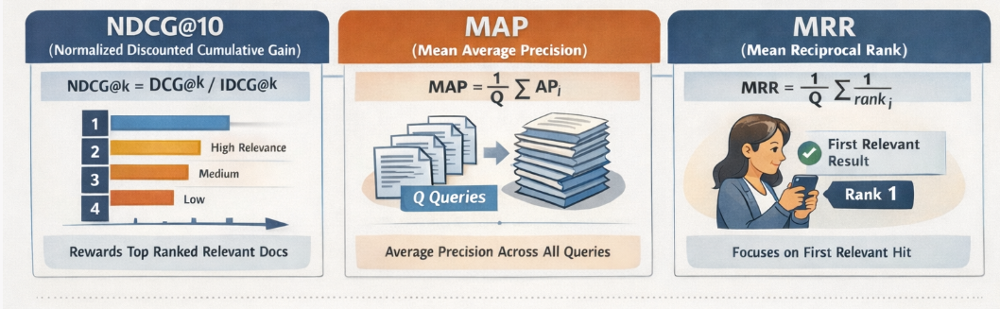 NDCG@10
(Normalized Discounted Cumulative Gain)
NDCG@k = DCG@k / IDCG@k
1
2
High Relevance
3
Medium
4
Low
Rewards Top Ranked Relevant Docs
MAP
(Mean Average Precision)
MAP = 1/Q ∑ APi
Q Queries
Average Precision Across All Queries
MRR
(Mean Reciprocal Rank)
MRR = 1/Q ∑ 1/rank j
First Relevant
Result
Rank 1
Focuses on First Relevant Hit